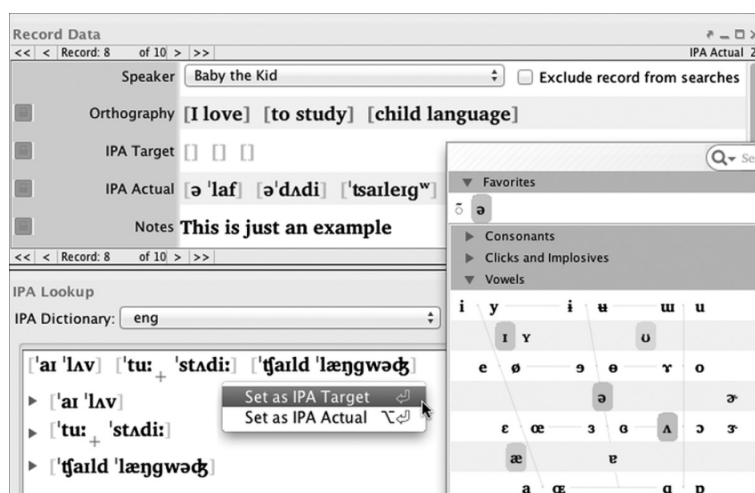 Record Data
<< < Record: 8 of 10 > >> IPA Actual
Speaker Baby the Kid Exclude record from searches
Orthography [I love] [to study] [child language]
IPA Target [] [] []
IPA Actual [ə ˈlaf] [əˈdʌdi] [ˈtsaɪleɪgʷ]
Notes This is just an example
<< < Record: 8 of 10 > >>
IPA Lookup
IPA Dictionary: eng
[ˈaɪ ˈlʌv] [ˈtuː₊ ˈstʌdiː] [ˈʧaɪld ˈlæŋgwəʤ]
[ˈaɪ ˈlʌv]
[ˈtuː₊ ˈstʌdiː]
[ˈʧaɪld ˈlæŋgwəʤ]
Set as IPA Target ⏎
Set as IPA Actual ⌥⏎
Favorites
õ ə
Consonants
Clicks and Implosives
Vowels
i y ɨ ʉ ɯ u
ɪ ʏ ʊ
e ø ɘ ɵ ɤ o
ə ɚ
ɛ œ ɜ ɞ ʌ ɔ ɝ
æ ɐ
a ɶ ɑ ɒ